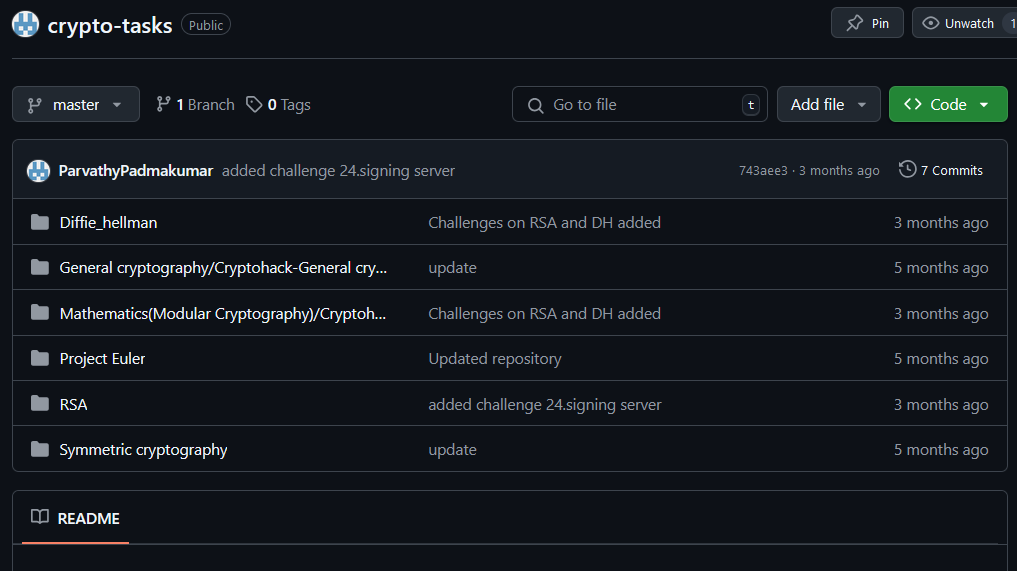 crypto-tasks Public Pin Unwatch 1
master 1 Branch 0 Tags Go to file t Add file Code
ParvathyPadmakumar added challenge 24.signing server 743aee3 · 3 months ago 7 Commits
Diffie_hellman Challenges on RSA and DH added 3 months ago
General cryptography/Cryptohack-General cry... update 5 months ago
Mathematics(Modular Cryptography)/Cryptoh... Challenges on RSA and DH added 3 months ago
Project Euler Updated repository 5 months ago
RSA added challenge 24.signing server 3 months ago
Symmetric cryptography update 5 months ago
README